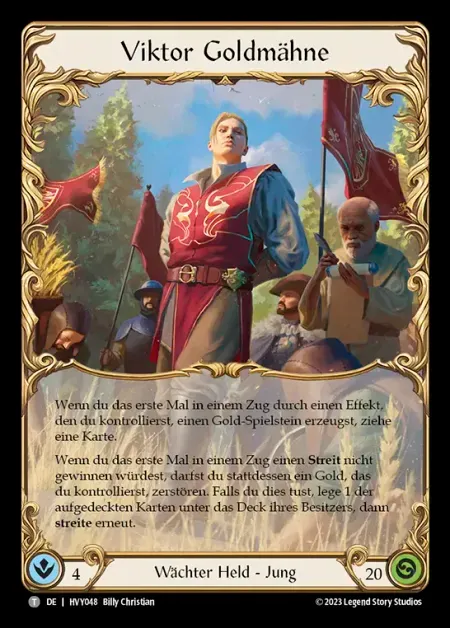 Viktor Goldmähne
Wenn du das erste Mal in einem Zug durch einen Effekt,
den du kontrollierst, einen Gold-Spielstein erzeugst, ziehe
eine Karte.
Wenn du das erste Mal in einem Zug einen Streit nicht
gewinnen würdest, darfst du stattdessen ein Gold, das
du kontrollierst, zerstören. Falls du dies tust, lege 1 der
aufgedeckten Karten unter das Deck ihres Besitzers, dann
streite erneut.
4 Wächter Held - Jung 20
T DE | HVY048 Billy Christian © 2023 Legend Story Studios